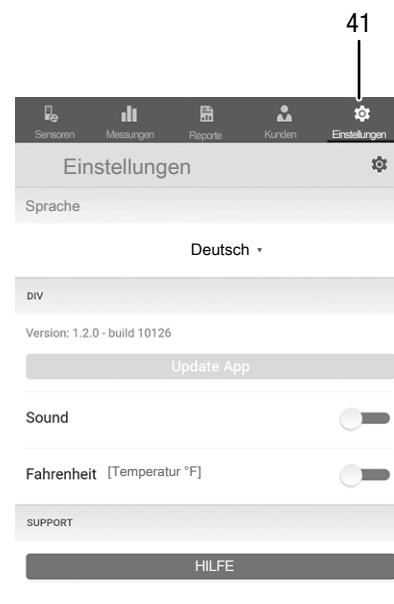 41
Sensoren Messungen Reporte Kunden Einstellungen
Einstellungen
Sprache
Deutsch
DIV
Version: 1.2.0 - build 10126
Update App
Sound
Fahrenheit [Temperatur °F]
SUPPORT
HILFE